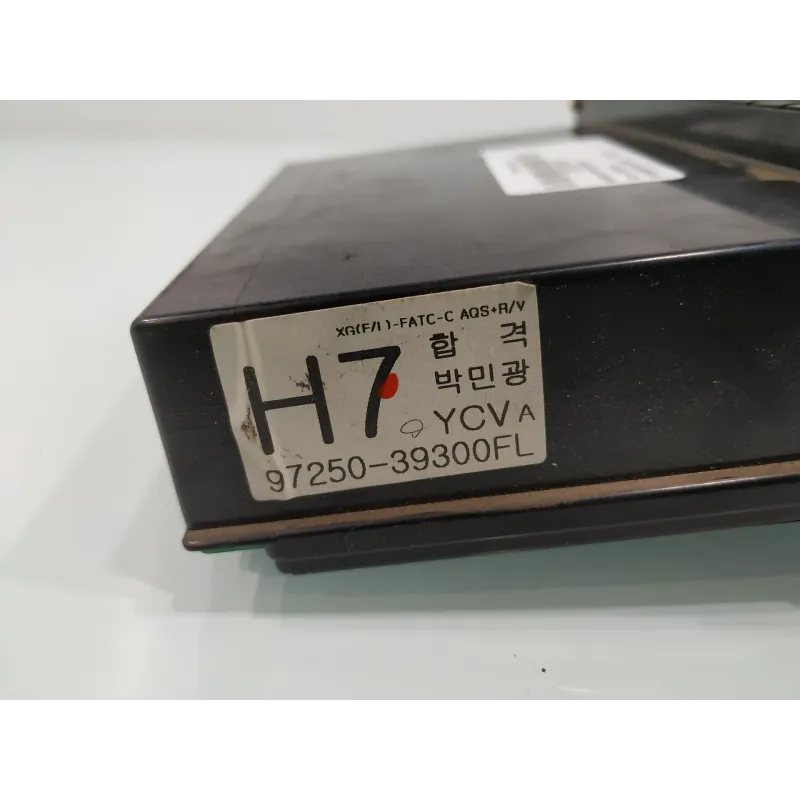 XG(F/L)-FATC-C AQS+R/V
H7 합 격
박민광
YCV A
97250-39300FL